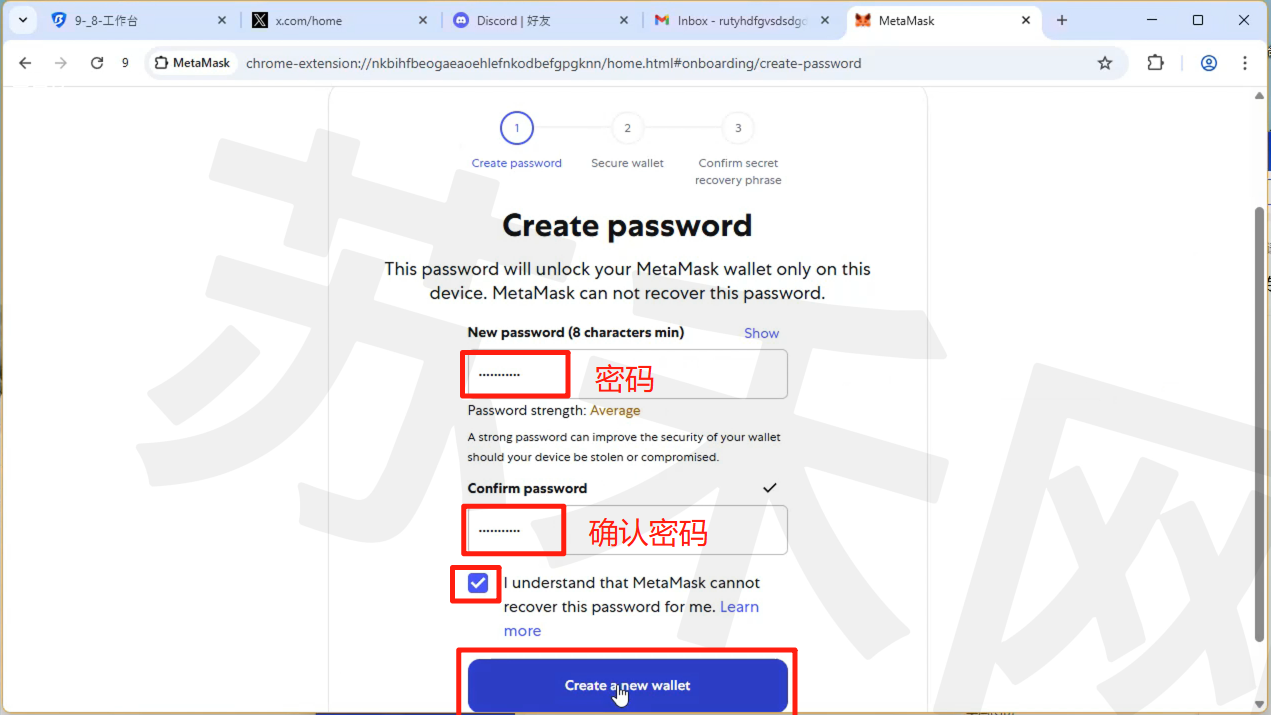 9-_8-工作台
x.com/home
Discord | 好友
Inbox - rutyhdfgvsdsdgc
MetaMask
9
MetaMask
chrome-extension://nkbihfbeogaeaoehlefnkodbefgpgknn/home.html#onboarding/create-password
1
2
3
Create password
Secure wallet
Confirm secret
recovery phrase
Create password
This password will unlock your MetaMask wallet only on this
device. MetaMask can not recover this password.
New password (8 characters min)
Show
密码
Password strength: Average
A strong password can improve the security of your wallet
should your device be stolen or compromised.
Confirm password
确认密码
I understand that MetaMask cannot
recover this password for me. Learn
more
Create a new wallet
苏禾网